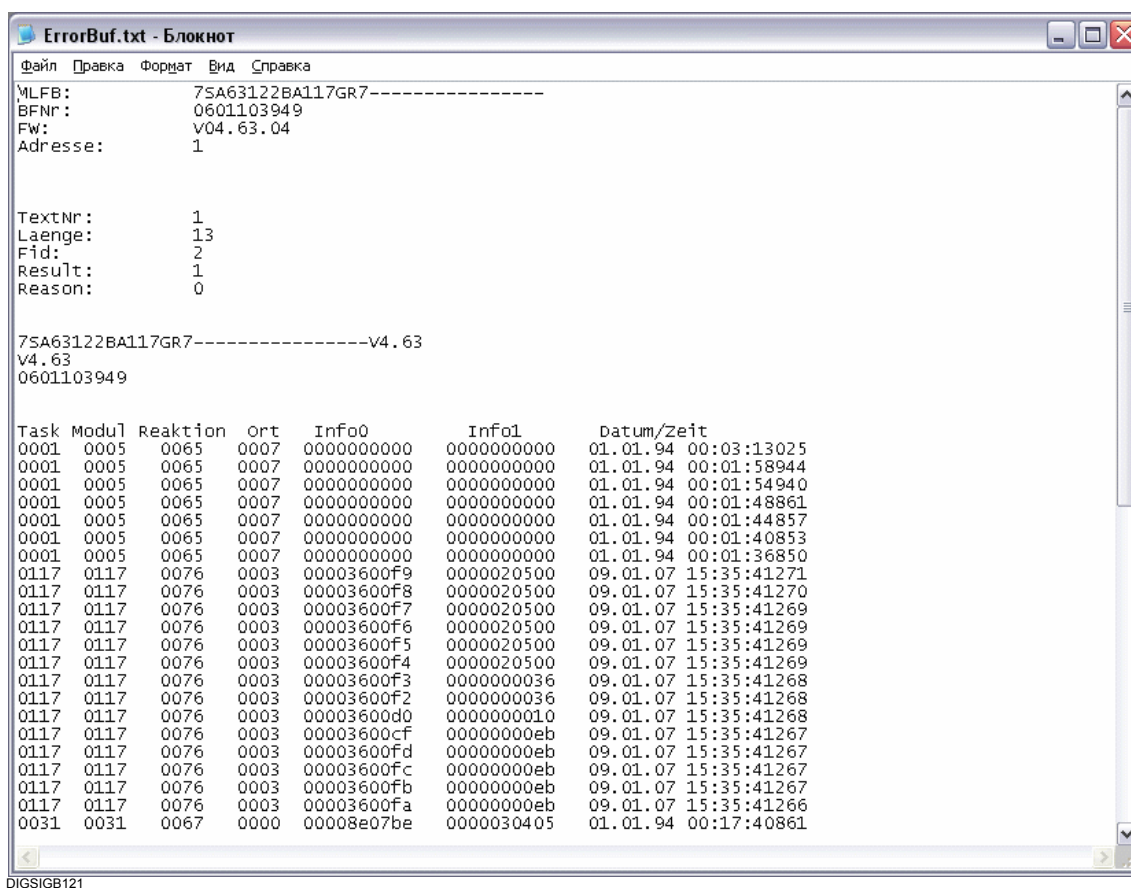 ErrorBuf.txt - Блокнот
Файл Правка Формат Вид Справка
MLFB: 7SA63122BA117GR7----------------
BFNr: 0601103949
FW: V04.63.04
Adresse: 1
TextNr: 1
Laenge: 13
Fid: 2
Result: 1
Reason: 0
7SA63122BA117GR7----------------V4.63
V4.63
0601103949
Task Modul Reaktion Ort Info0 Info1 Datum/Zeit
0001 0005 0065 0007 0000000000 0000000000 01.01.94 00:03:13025
0001 0005 0065 0007 0000000000 0000000000 01.01.94 00:01:58944
0001 0005 0065 0007 0000000000 0000000000 01.01.94 00:01:54940
0001 0005 0065 0007 0000000000 0000000000 01.01.94 00:01:48861
0001 0005 0065 0007 0000000000 0000000000 01.01.94 00:01:44857
0001 0005 0065 0007 0000000000 0000000000 01.01.94 00:01:40853
0001 0005 0065 0007 0000000000 0000000000 01.01.94 00:01:36850
0117 0117 0076 0003 00003600f9 0000020500 09.01.07 15:35:41271
0117 0117 0076 0003 00003600f8 0000020500 09.01.07 15:35:41270
0117 0117 0076 0003 00003600f7 0000020500 09.01.07 15:35:41269
0117 0117 0076 0003 00003600f6 0000020500 09.01.07 15:35:41269
0117 0117 0076 0003 00003600f5 0000020500 09.01.07 15:35:41269
0117 0117 0076 0003 00003600f4 0000020500 09.01.07 15:35:41269
0117 0117 0076 0003 00003600f3 0000000036 09.01.07 15:35:41268
0117 0117 0076 0003 00003600f2 0000000036 09.01.07 15:35:41268
0117 0117 0076 0003 00003600d0 0000000010 09.01.07 15:35:41268
0117 0117 0076 0003 00003600cf 00000000eb 09.01.07 15:35:41267
0117 0117 0076 0003 00003600fd 00000000eb 09.01.07 15:35:41267
0117 0117 0076 0003 00003600fc 00000000eb 09.01.07 15:35:41267
0117 0117 0076 0003 00003600fb 00000000eb 09.01.07 15:35:41267
0117 0117 0076 0003 00003600fa 00000000eb 09.01.07 15:35:41266
0031 0031 0067 0000 00008e07be 0000030405 01.01.94 00:17:40861
DIGSIGB121